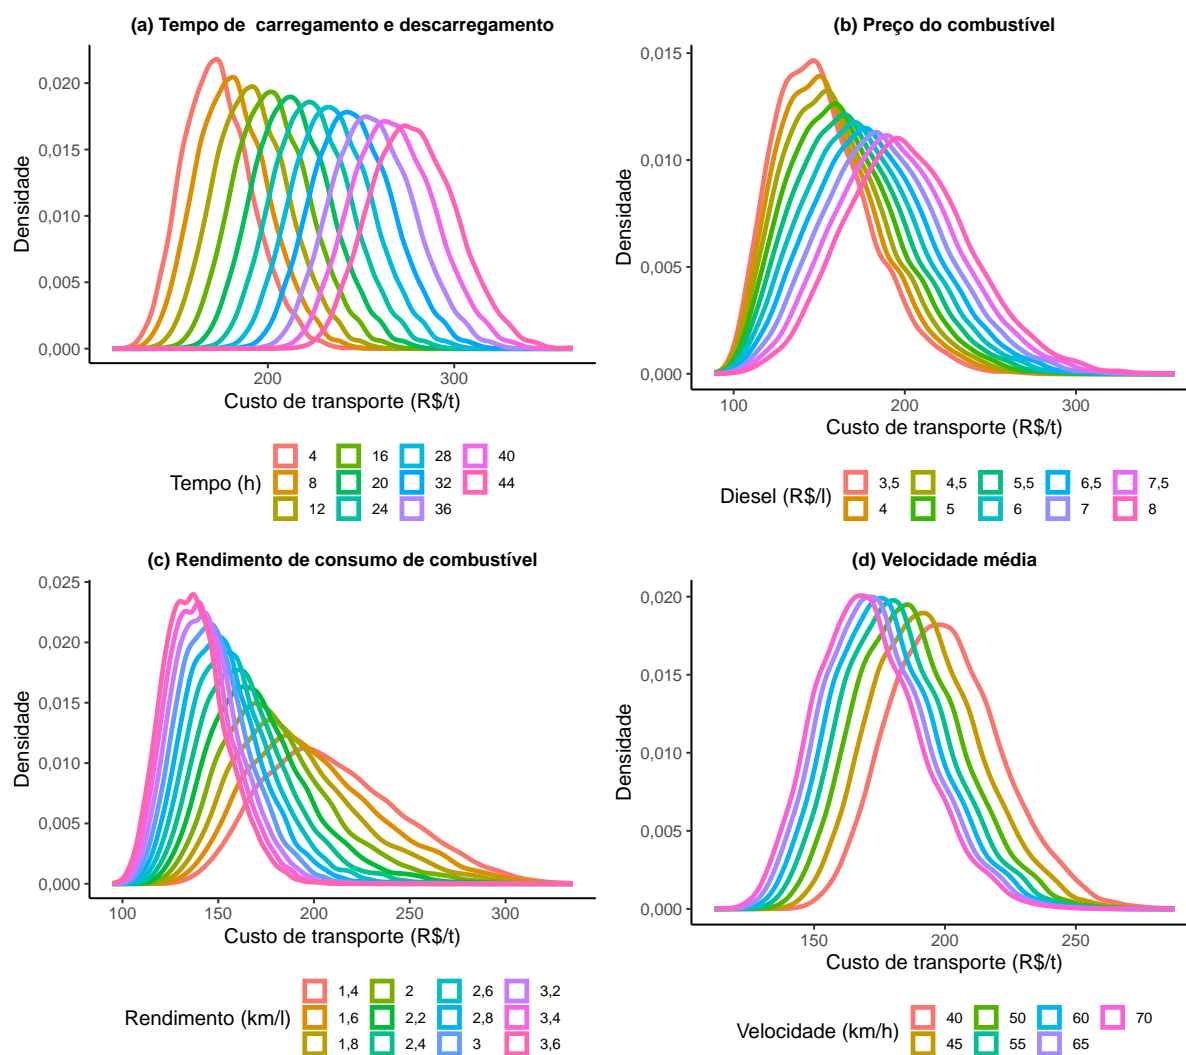 (a) Tempo de carregamento e descarregamento
0,020
0,015
0,010
0,005
0,000
Densidade
200 300
Custo de transporte (R$/t)
Tempo (h)
4 16 28 40
8 20 32 44
12 24 36
(b) Preço do combustível
0,015
0,010
0,005
0,000
Densidade
100 200 300
Custo de transporte (R$/t)
Diesel (R$/l)
3,5 4,5 5,5 6,5 7,5
4 5 6 7 8
(c) Rendimento de consumo de combustível
0,025
0,020
0,015
0,010
0,005
0,000
Densidade
100 150 200 250 300
Custo de transporte (R$/t)
Rendimento (km/l)
1,4 2 2,6 3,2
1,6 2,2 2,8 3,4
1,8 2,4 3 3,6
(d) Velocidade média
0,020
0,015
0,010
0,005
0,000
Densidade
150 200 250
Custo de transporte (R$/t)
Velocidade (km/h)
40 50 60 70
45 55 65